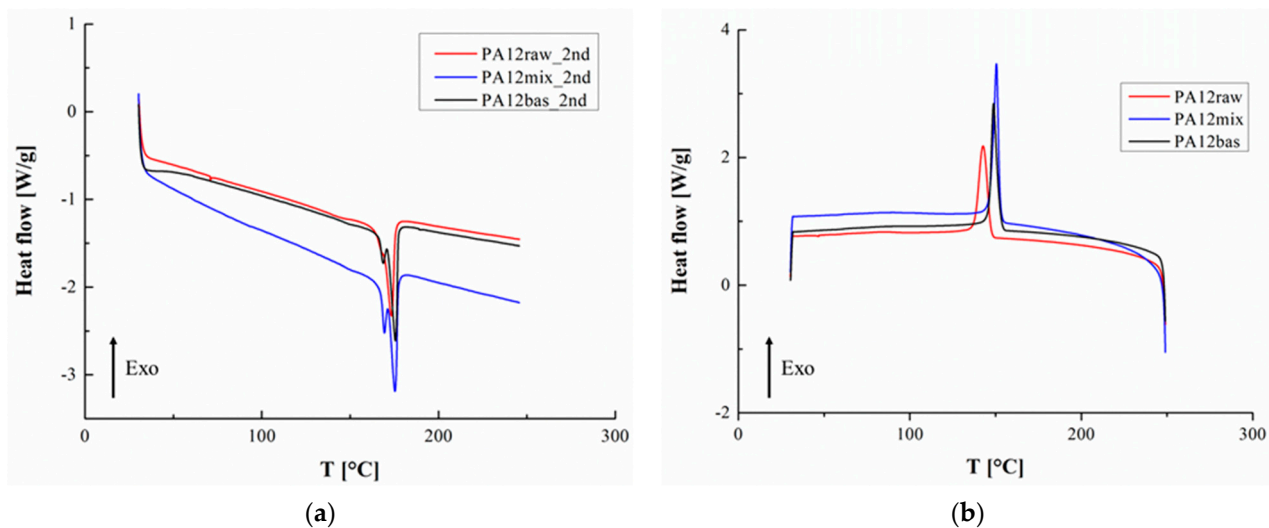 1
0
-1
-2
-3
Heat flow [W/g]
PA12raw_2nd
PA12mix_2nd
PA12bas_2nd
Exo
0
100
200
300
T [°C]
(a)
4
2
0
-2
Heat flow [W/g]
PA12raw
PA12mix
PA12bas
Exo
0
100
200
300
T [°C]
(b)